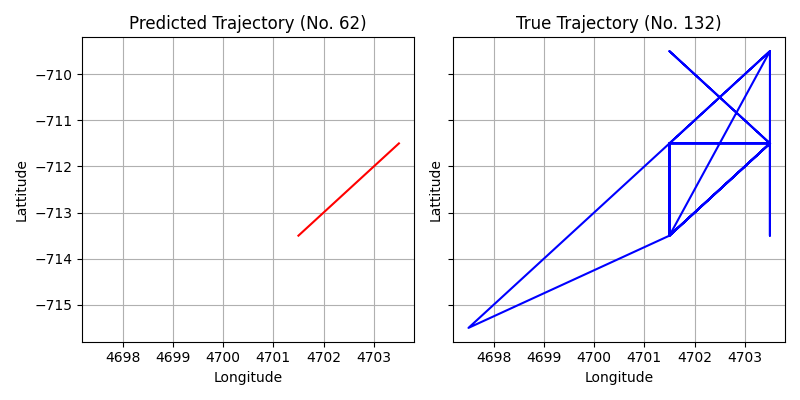 Predicted Trajectory (No. 62)
True Trajectory (No. 132)
−710
−711
−712
−713
−714
−715
Lattitude
Lattitude
4698 4699 4700 4701 4702 4703
4698 4699 4700 4701 4702 4703
Longitude
Longitude